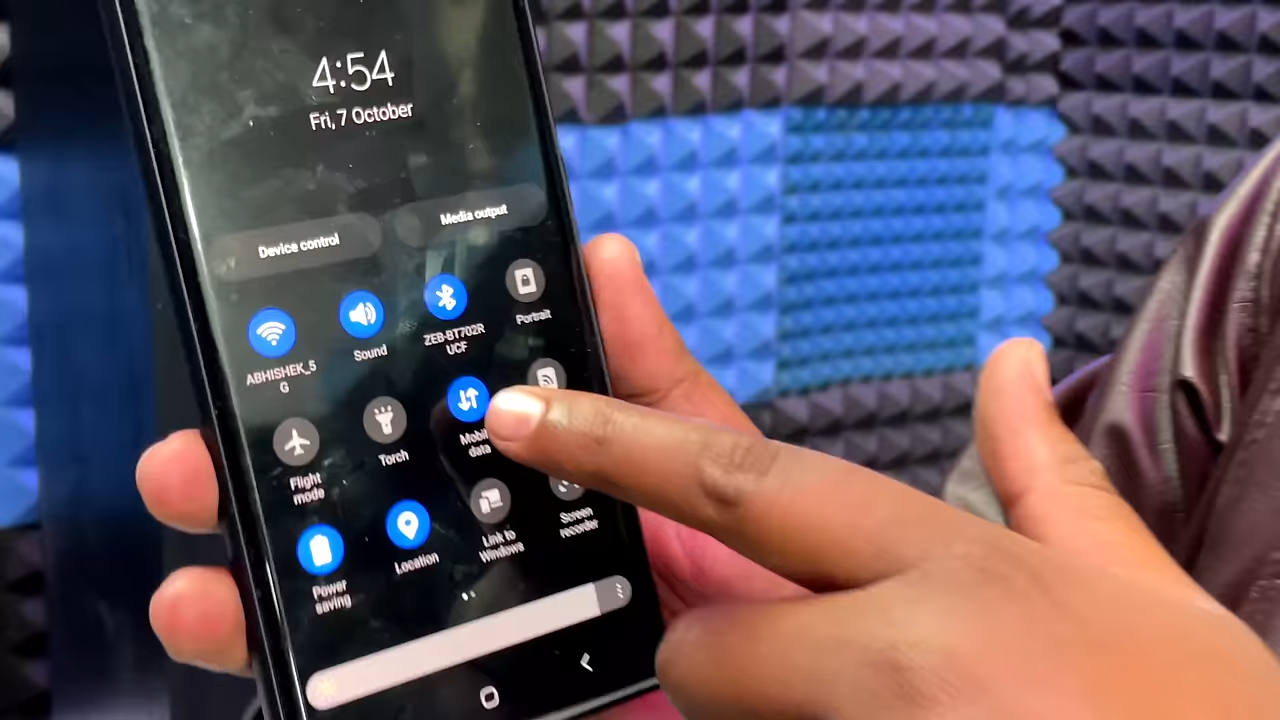 4:54
Fri, 7 October
Device control
Media output
ABHISHEK_5
G
Sound
ZEB-BT702R
UCF
Portrait
Flight
mode
Torch
data
Power
saving
Location
Link to
Windows
Screen
recorder